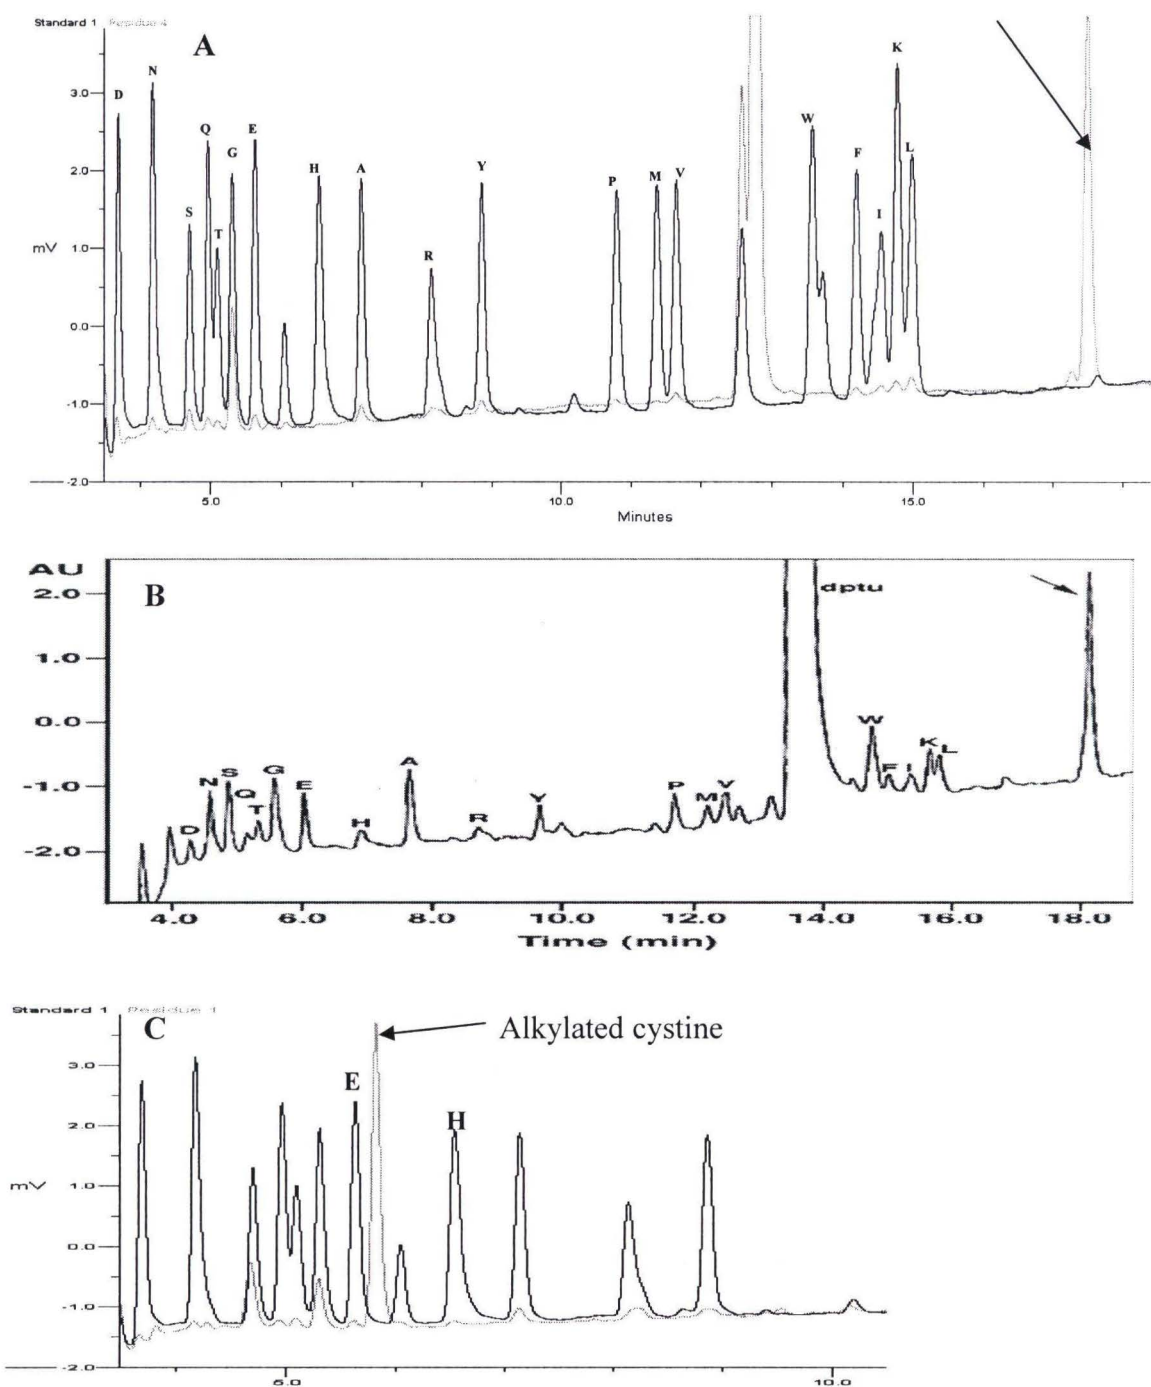 Standard 1 Residue 4
A
N
D
K
Q
E
G
W
H
A
Y
P
M
V
F
L
S
T
I
R
3.0
2.0
mV 1.0
0.0
-1.0
-2.0
5.0 10.0 15.0
Minutes
AU
B
2.0
dptu
1.0
0.0
-1.0
-2.0
D N S Q T G E H A R Y P M V W F I K L
4.0 6.0 8.0 10.0 12.0 14.0 16.0 18.0
Time (min)
Standard 1
C
Alkylated cystine
3.0
E
H
2.0
mV 1.0
0.0
-1.0
-2.0
5.0 10.0